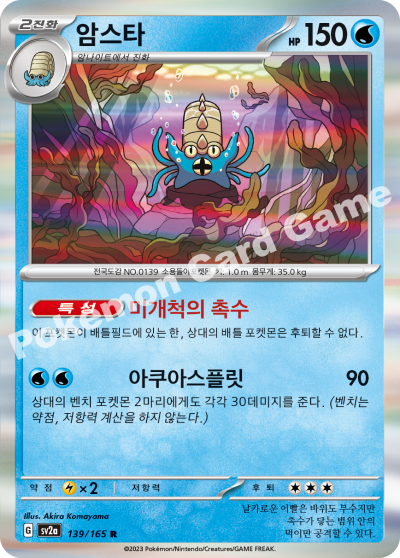 2진화
암스타
HP 150
암나이트에서 진화
전국도감 NO.0139 소용돌이포켓몬 키: 1.0 m 몸무게: 35.0 kg
특성 미개척의 촉수
이 포켓몬이 배틀필드에 있는 한, 상대의 배틀 포켓몬은 후퇴할 수 없다.
아쿠아스플릿 90
상대의 벤치 포켓몬 2마리에게도 각각 30데미지를 준다. (벤치는
약점, 저항력 계산을 하지 않는다.)
약점 ×2 저항력 후퇴
Illus. Akira Komayama
G sv2a 139/165 R
날카로운 이빨은 바위도 부수지만
촉수가 닿는 범위 안의
먹이만 공격할 수 있다.
©2023 Pokémon/Nintendo/Creatures/GAME FREAK.
Pokémon Card Game